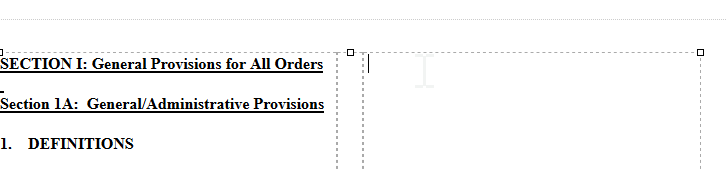 SECTION I: General Provisions for All Orders
Section 1A:  General/Administrative Provisions
1.    DEFINITIONS